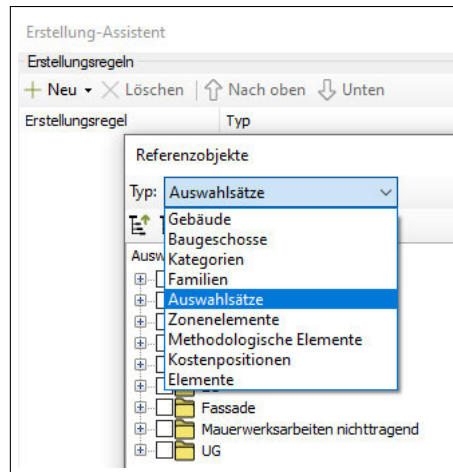 Erstellung-Assistent
Erstellungsregeln
Neu Löschen Nach oben Unten
Erstellungsregel Typ
Referenzobjekte
Typ: Auswahlsätze
Gebäude
Baugeschosse
Kategorien
Familien
Auswahlsätze
Zonenelemente
Methodologische Elemente
Kostenpositionen
Elemente
Fassade
Mauerwerksarbeiten nichttragend
UG